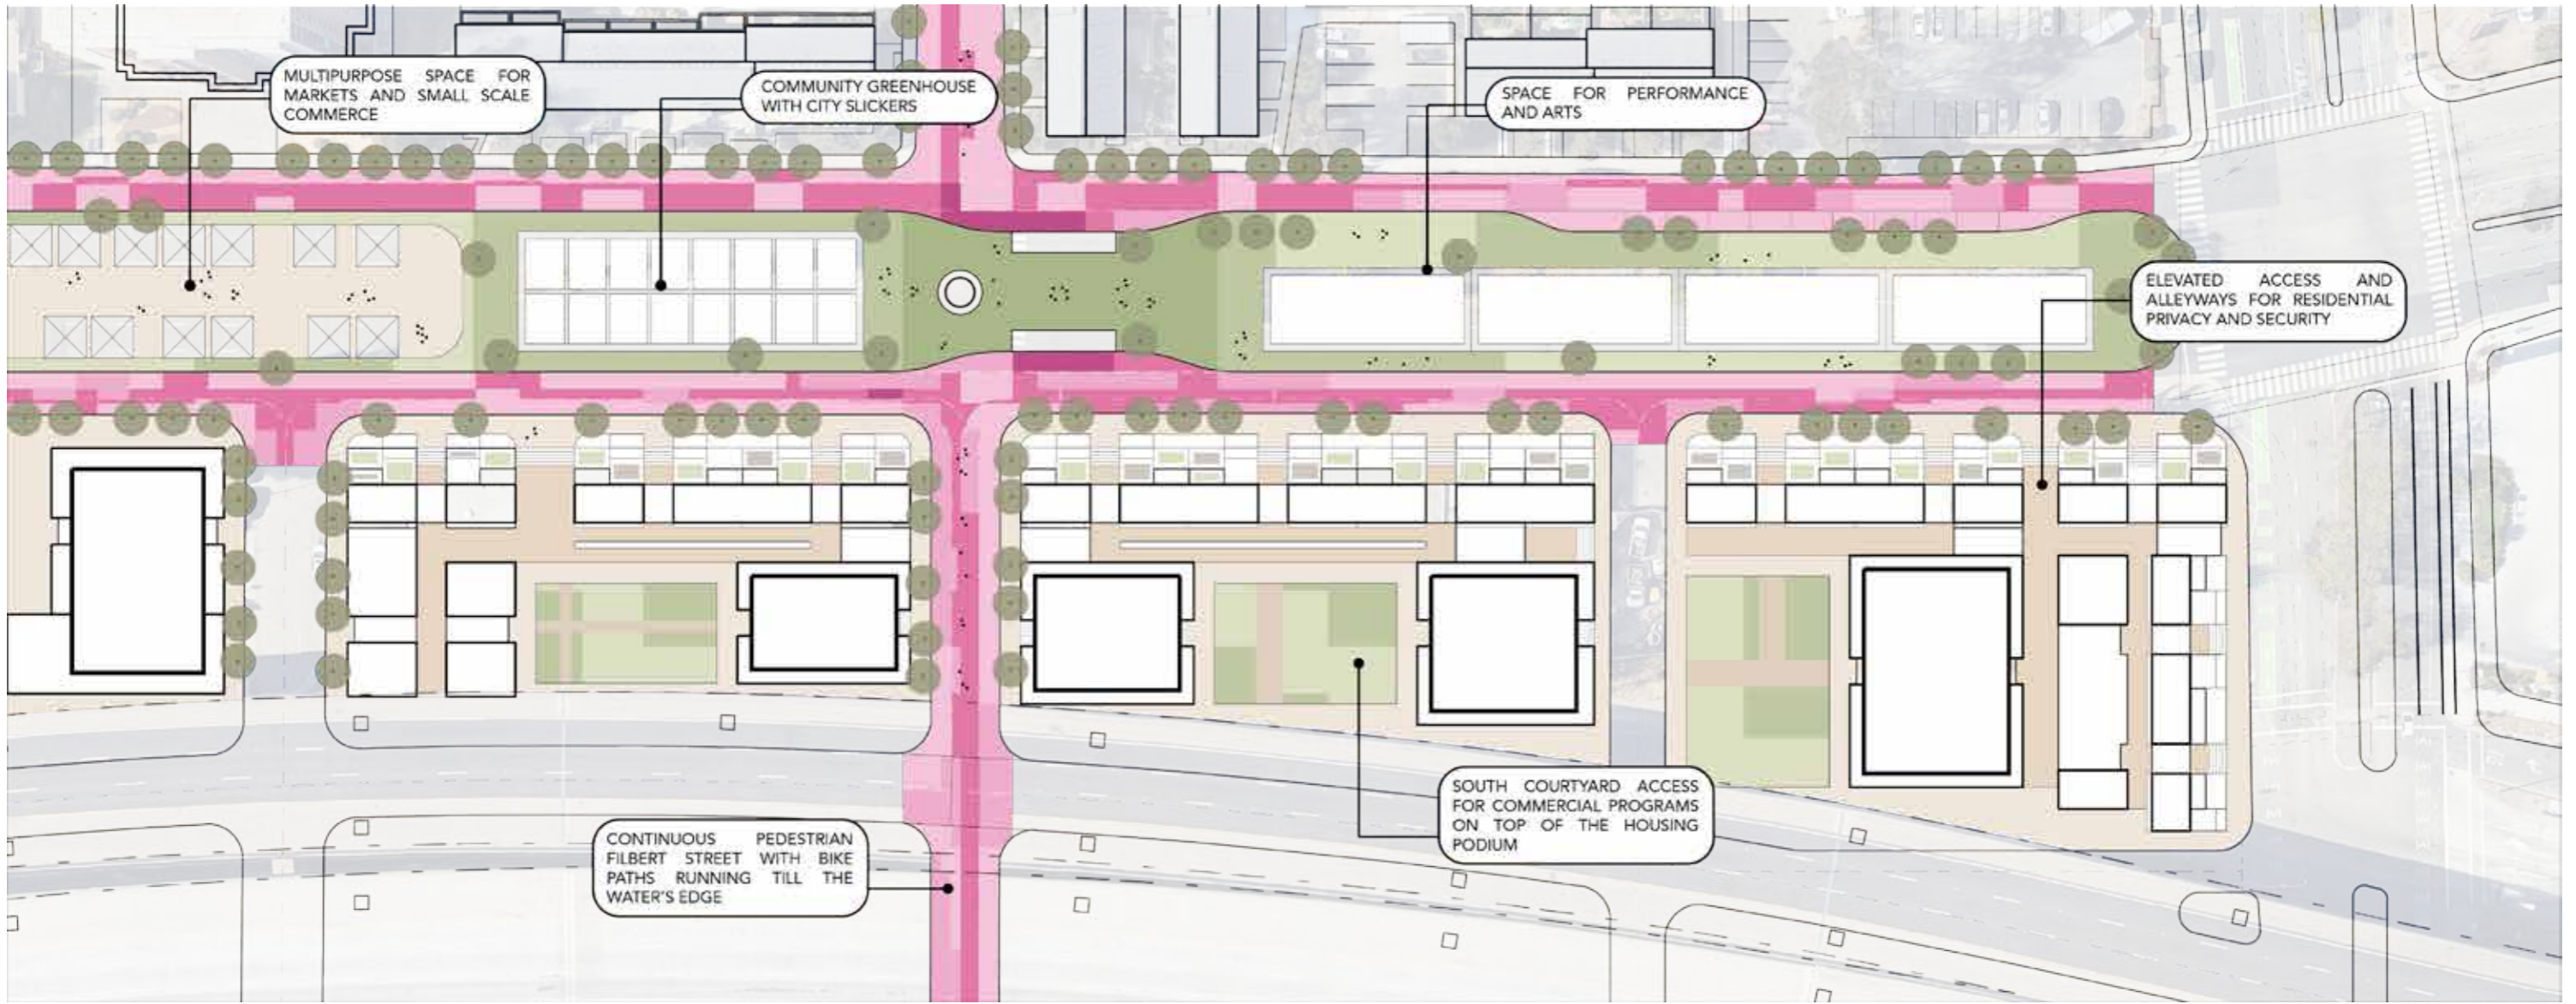 MULTIPURPOSE SPACE FOR
MARKETS AND SMALL SCALE
COMMERCE
COMMUNITY GREENHOUSE
WITH CITY SLICKERS
SPACE FOR PERFORMANCE
AND ARTS
ELEVATED ACCESS AND
ALLEYWAYS FOR RESIDENTIAL
PRIVACY AND SECURITY
SOUTH COURTYARD ACCESS
FOR COMMERCIAL PROGRAMS
ON TOP OF THE HOUSING
PODIUM
CONTINUOUS PEDESTRIAN
FILBERT STREET WITH BIKE
PATHS RUNNING TILL THE
WATER'S EDGE